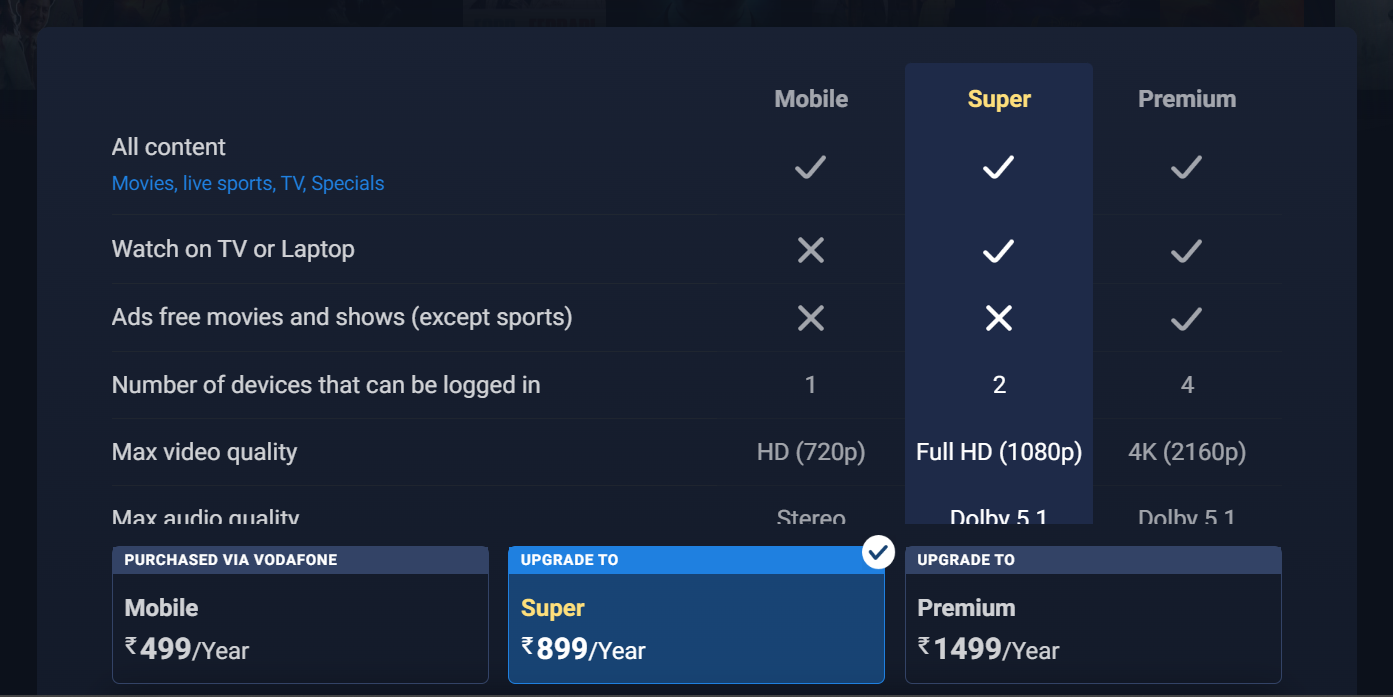 Mobile Super Premium
All content
Movies, live sports, TV, Specials
Watch on TV or Laptop
Ads free movies and shows (except sports)
Number of devices that can be logged in 1 2 4
Max video quality HD (720p) Full HD (1080p) 4K (2160p)
Max audio quality Stereo Dolby 5.1 Dolby 5.1
PURCHASED VIA VODAFONE
Mobile
₹499/Year
UPGRADE TO
Super
₹899/Year
UPGRADE TO
Premium
₹1499/Year